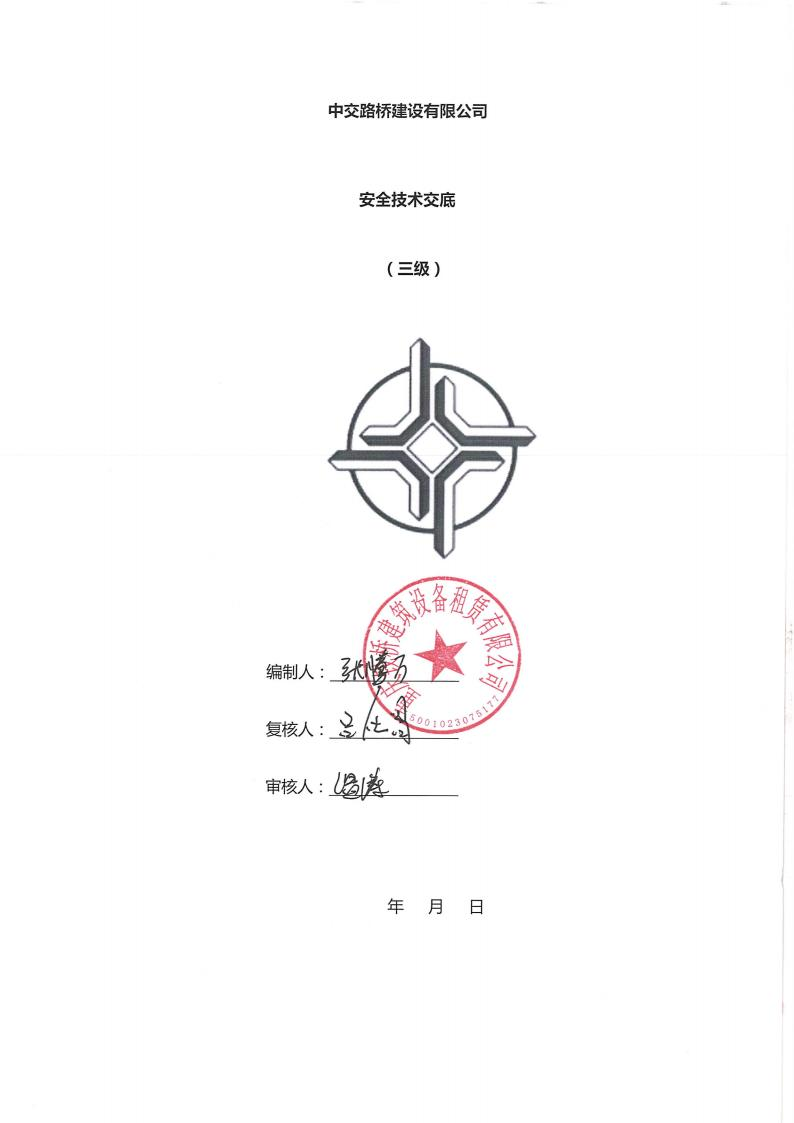 中交路桥建设有限公司
安全技术交底
（三级）
桥建筑设备租赁有限公司
5001023075177
编制人：
复核人：
审核人：
年 月 日